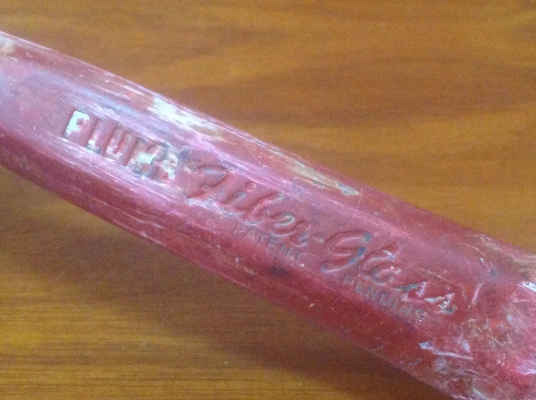 PLUMB Fiber-Glass
PATENT PENDING